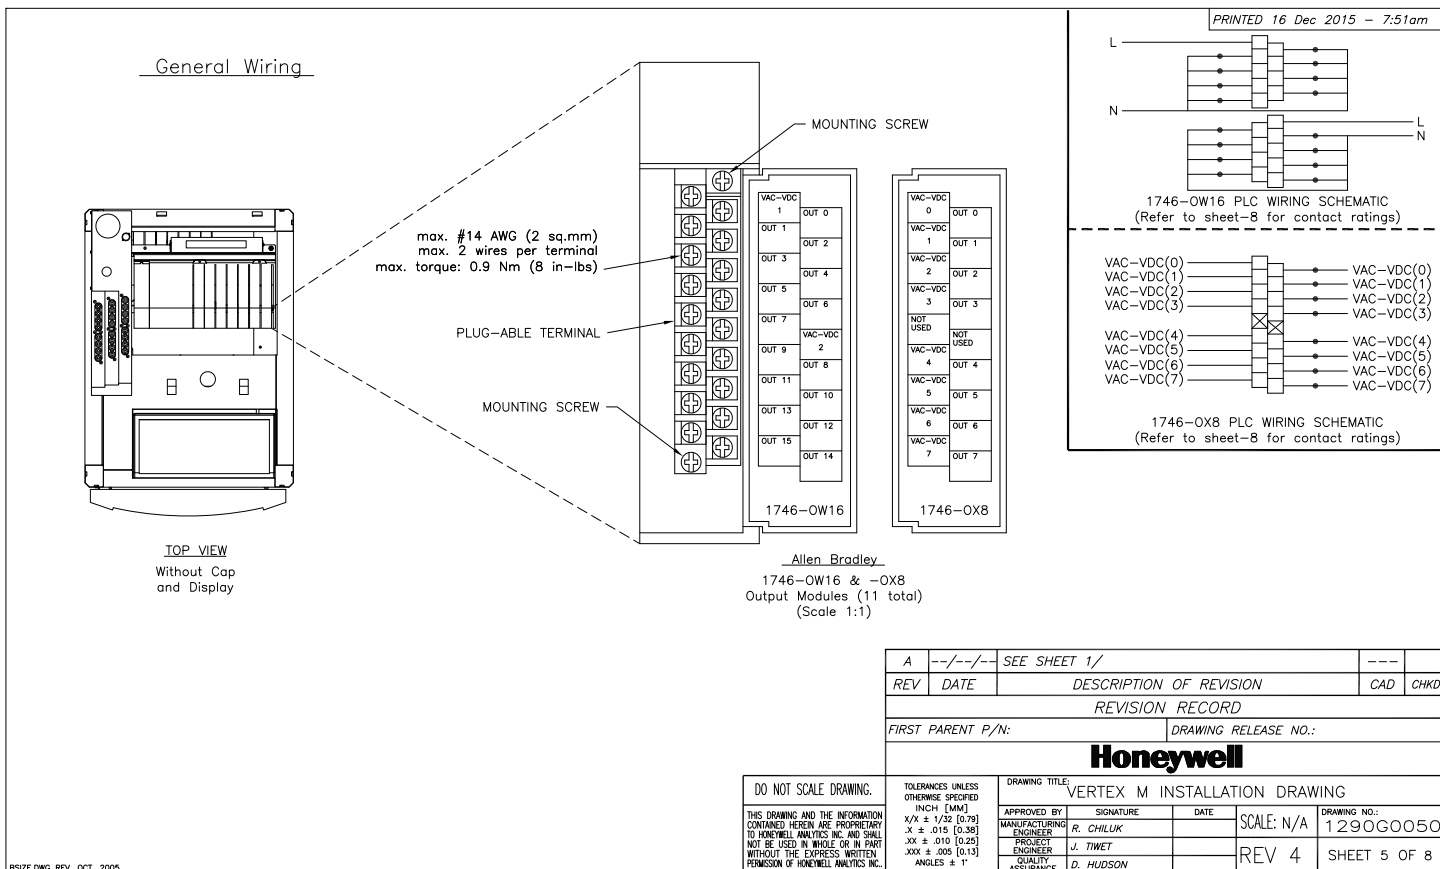 PRINTED 16 Dec 2015 – 7:51am
General Wiring
MOUNTING SCREW
max. #14 AWG (2 sq.mm)
max. 2 wires per terminal
max. torque: 0.9 Nm (8 in–lbs)
PLUG–ABLE TERMINAL
MOUNTING SCREW
TOP VIEW
Without Cap
and Display
VAC–VDC
1
OUT 0
OUT 1
OUT 2
OUT 3
OUT 4
OUT 5
OUT 6
OUT 7
VAC–VDC
2
OUT 9
OUT 8
OUT 11
OUT 10
OUT 13
OUT 12
OUT 15
OUT 14
1746–OW16
VAC–VDC
0
OUT 0
VAC–VDC
1
OUT 1
VAC–VDC
2
OUT 2
VAC–VDC
3
OUT 3
NOT
USED
NOT
USED
VAC–VDC
4
OUT 4
VAC–VDC
5
OUT 5
VAC–VDC
6
OUT 6
VAC–VDC
7
OUT 7
1746–OX8
Allen Bradley
1746–OW16 & –OX8
Output Modules (11 total)
(Scale 1:1)
L
N
L
N
1746–OW16 PLC WIRING SCHEMATIC
(Refer to sheet–8 for contact ratings)
VAC–VDC(0)
VAC–VDC(1)
VAC–VDC(2)
VAC–VDC(3)
VAC–VDC(4)
VAC–VDC(5)
VAC–VDC(6)
VAC–VDC(7)
VAC–VDC(0)
VAC–VDC(1)
VAC–VDC(2)
VAC–VDC(3)
VAC–VDC(4)
VAC–VDC(5)
VAC–VDC(6)
VAC–VDC(7)
1746–OX8 PLC WIRING SCHEMATIC
(Refer to sheet–8 for contact ratings)
A --/--/-- SEE SHEET 1/ ---
REV DATE DESCRIPTION OF REVISION CAD CHKD
REVISION RECORD
FIRST PARENT P/N: DRAWING RELEASE NO.:
Honeywell
DO NOT SCALE DRAWING.
THIS DRAWING AND THE INFORMATION
CONTAINED HEREIN ARE PROPRIETARY
TO HONEYWELL ANALYTICS INC. AND SHALL
NOT BE USED IN WHOLE OR IN PART
WITHOUT THE EXPRESS WRITTEN
PERMISSION OF HONEYWELL ANALYTICS INC.
TOLERANCES UNLESS
OTHERWISE SPECIFIED
INCH [MM]
X/X ± 1/32 [0.79]
.X ± .015 [0.38]
.XX ± .010 [0.25]
.XXX ± .005 [0.13]
ANGLES ± 1°
DRAWING TITLE:
VERTEX M INSTALLATION DRAWING
APPROVED BY SIGNATURE DATE
MANUFACTURING
ENGINEER
R. CHILUK
PROJECT
ENGINEER
J. TIWET
QUALITY
ASSURANCE
D. HUDSON
SCALE: N/A
DRAWING NO.:
1290G0050
REV 4
SHEET 5 OF 8
BSIZE.DWG REV. OCT. 2005